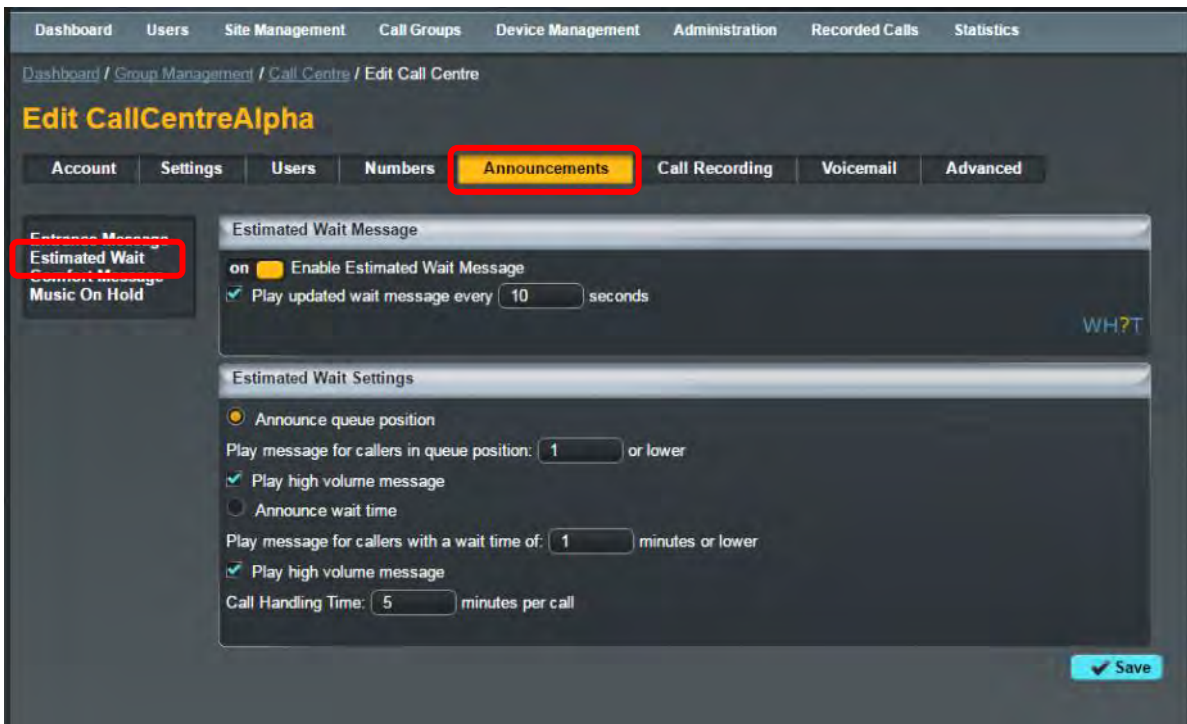 Dashboard Users Site Management Call Groups Device Management Administration Recorded Calls Statistics
Dashboard / Group Management / Call Centre / Edit Call Centre
Edit CallCentreAlpha
Account Settings Users Numbers Announcements Call Recording Voicemail Advanced
Entrance Message
Estimated Wait
Comfort Message
Music On Hold
Estimated Wait Message
on Enable Estimated Wait Message
Play updated wait message every 10 seconds
WH?T
Estimated Wait Settings
Announce queue position
Play message for callers in queue position: 1 or lower
Play high volume message
Announce wait time
Play message for callers with a wait time of: 1 minutes or lower
Play high volume message
Call Handling Time: 5 minutes per call
Save